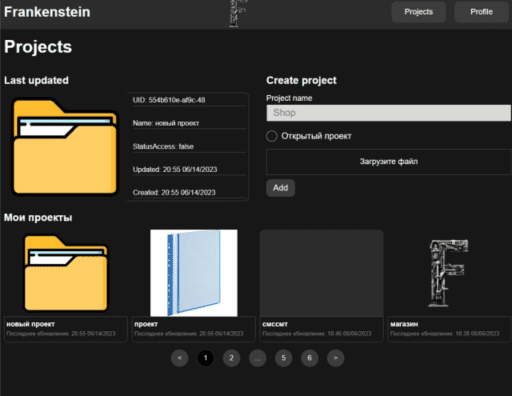 Frankenstein
Projects
Profile
Projects
Last updated
UID: 554b610e-af9c-48
Name: новый проект
StatusAccess: false
Updated: 20:55 06/14/2023
Created: 20:55 06/14/2023
Create project
Project name
Shop
Открытый проект
Загрузите файл
Add
Мои проекты
новый проект
Последнее обновление: 20:55 06/14/2023
проект
Последнее обновление: 20:55 06/14/2023
смссмт
Последнее обновление: 18:46 06/06/2023
магазин
Последнее обновление: 18:38 06/06/2023
< 1 2 ... 5 6 >